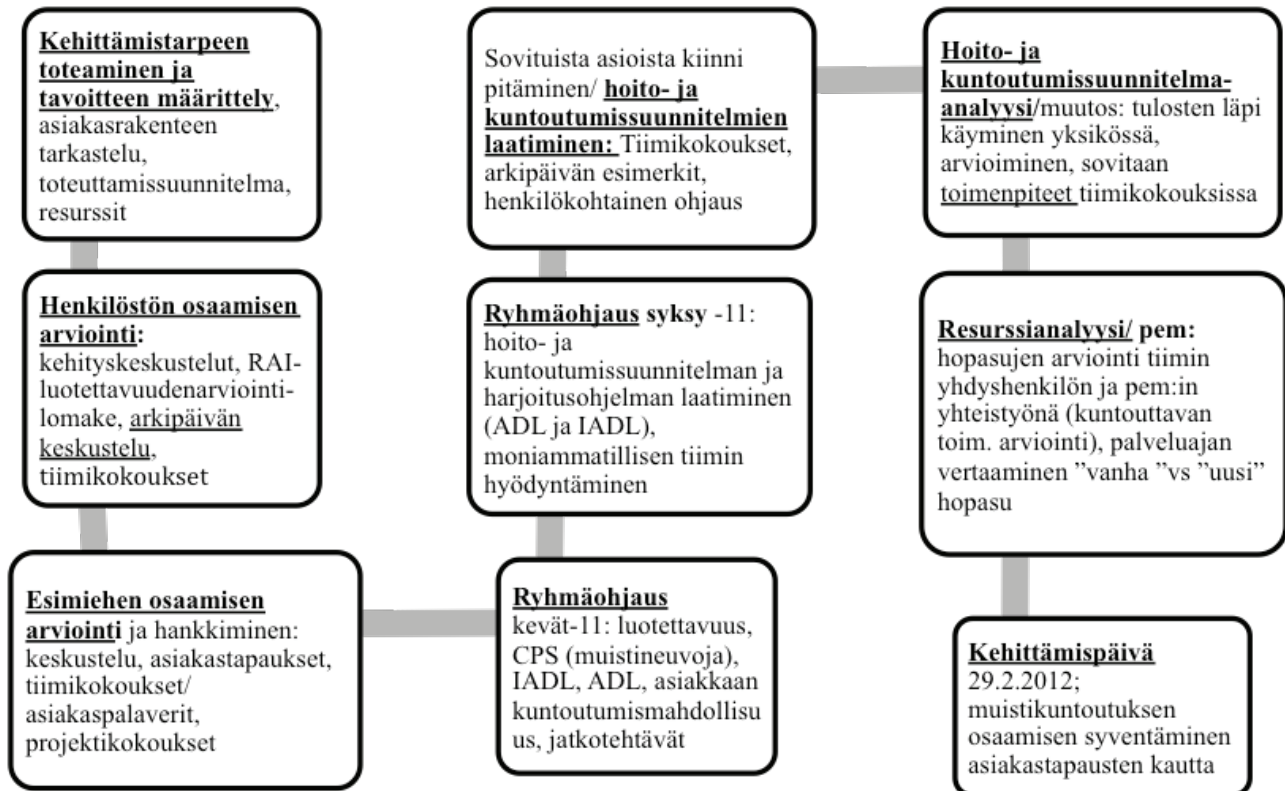 Kehittämistarpeen
toteaminen ja
tavoitteen määrittely,
asiakasrakenteen
tarkastelu,
toteuttamissuunnitelma,
resurssit
Henkilöstön osaamisen
arviointi:
kehityskeskustelut, RAI-
luotettavuudenarviointi-
lomake, arkipäivän
keskustelu,
tiimikokoukset
Esimiehen osaamisen
arviointi ja hankkiminen:
keskustelu, asiakastapaukset,
tiimikokoukset/
asiakaspalaverit,
projektikokoukset
Ryhmäohjaus
kevät-11: luotettavuus,
CPS (muistineuvoja),
IADL, ADL, asiakkaan
kuntoutumismahdollisu
us, jatkotehtävät
Ryhmäohjaus syksy -11:
hoito- ja
kuntoutumissuunnitelman ja
harjoitusohjelman laatiminen
(ADL ja IADL),
moniammatillisen tiimin
hyödyntäminen
Sovituista asioista kiinni
pitäminen/ hoito- ja
kuntoutumissuunnitelmien
laatiminen: Tiimikokoukset,
arkipäivän esimerkit,
henkilökohtainen ohjaus
Hoito- ja
kuntoutumissuunnitelma-
analyysi/muutos: tulosten läpi
käyminen yksikössä,
arvioiminen, sovitaan
toimenpiteet tiimikokouksissa
Resurssianalyysi/ pem:
hopasujen arviointi tiimin
yhdyshenkilön ja pem:in
yhteistyönä (kuntouttavan
toim. arviointi), palveluajan
vertaaminen ”vanha ”vs ”uusi”
hopasu
Kehittämispäivä
29.2.2012;
muistikuntoutuksen
osaamisen syventäminen
asiakastapausten kautta